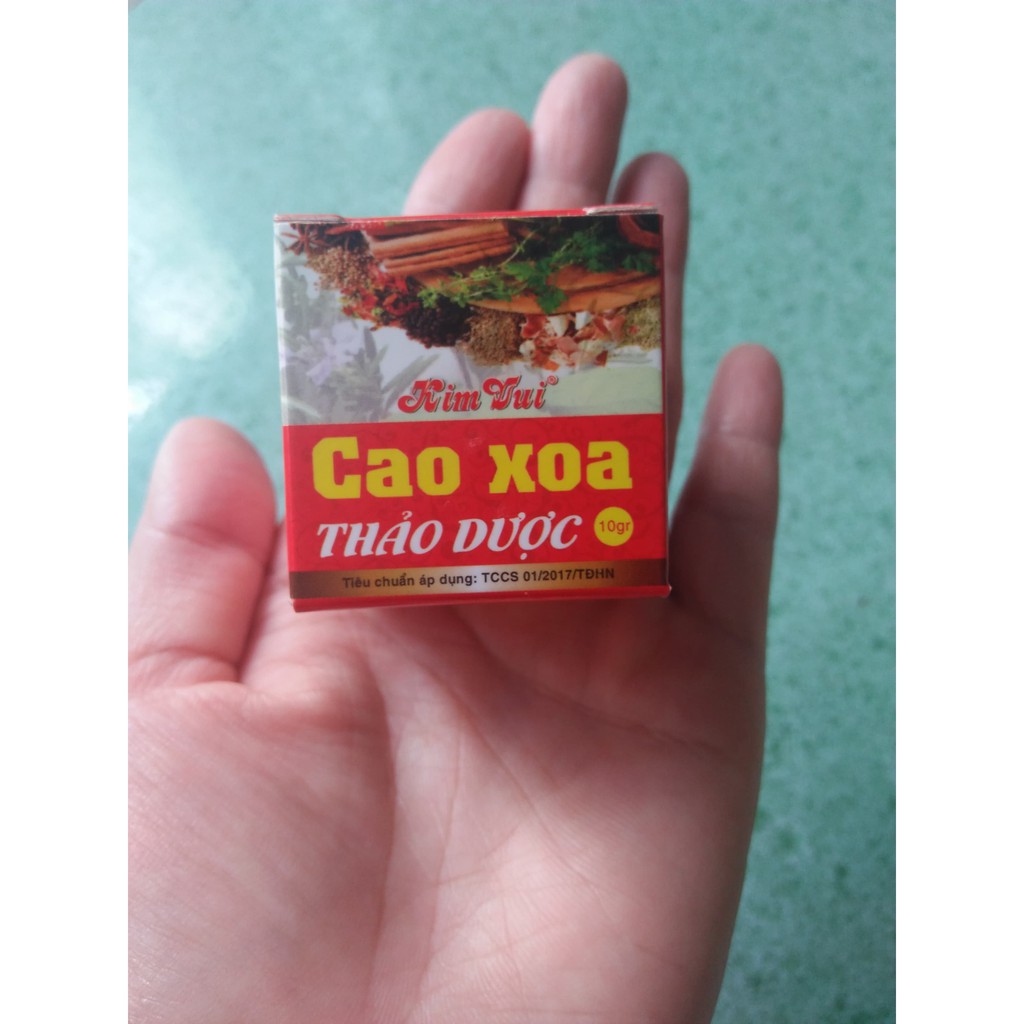 Kim Vui®
Cao xoa
THẢO DƯỢC 10gr
Tiêu chuẩn áp dụng: TCCS 01/2017/TĐHN